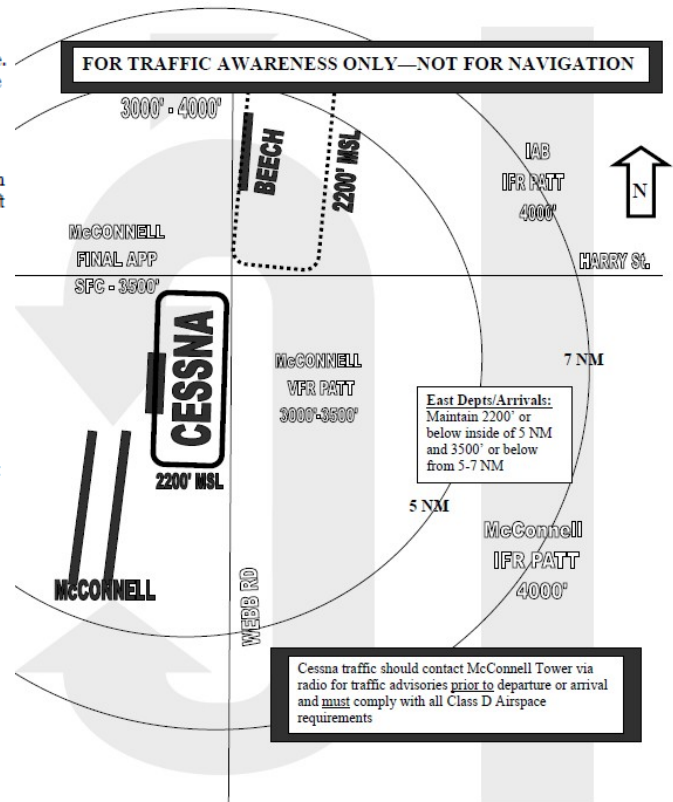 FOR TRAFFIC AWARENESS ONLY—NOT FOR NAVIGATION
3000' - 4000'
BEECH
2200' MSL
IAB
IFR PATT
4000'
N
McCONNELL
FINAL APP
SFC - 3500'
HARRY St.
CESSNA
2200' MSL
McCONNELL
VFR PATT
3000'-3500'
7 NM
East Depts/Arrivals:
Maintain 2200' or
below inside of 5 NM
and 3500' or below
from 5-7 NM
5 NM
McConnell
IFR PATT
4000'
McCONNELL
WEBB RD
Cessna traffic should contact McConnell Tower via
radio for traffic advisories prior to departure or arrival
and must comply with all Class D Airspace
requirements